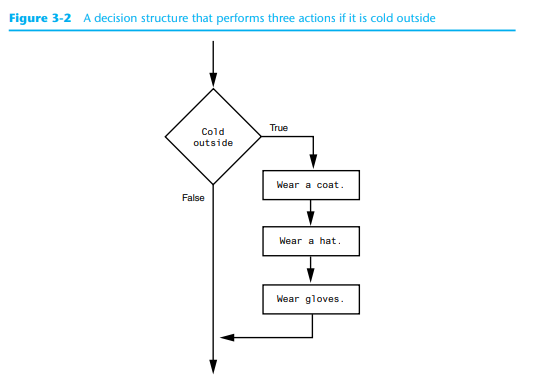 Figure 3-2 A decision structure that performs three actions if it is cold outside
Cold
outside
True
Wear a coat.
False
Wear a hat.
Wear gloves.